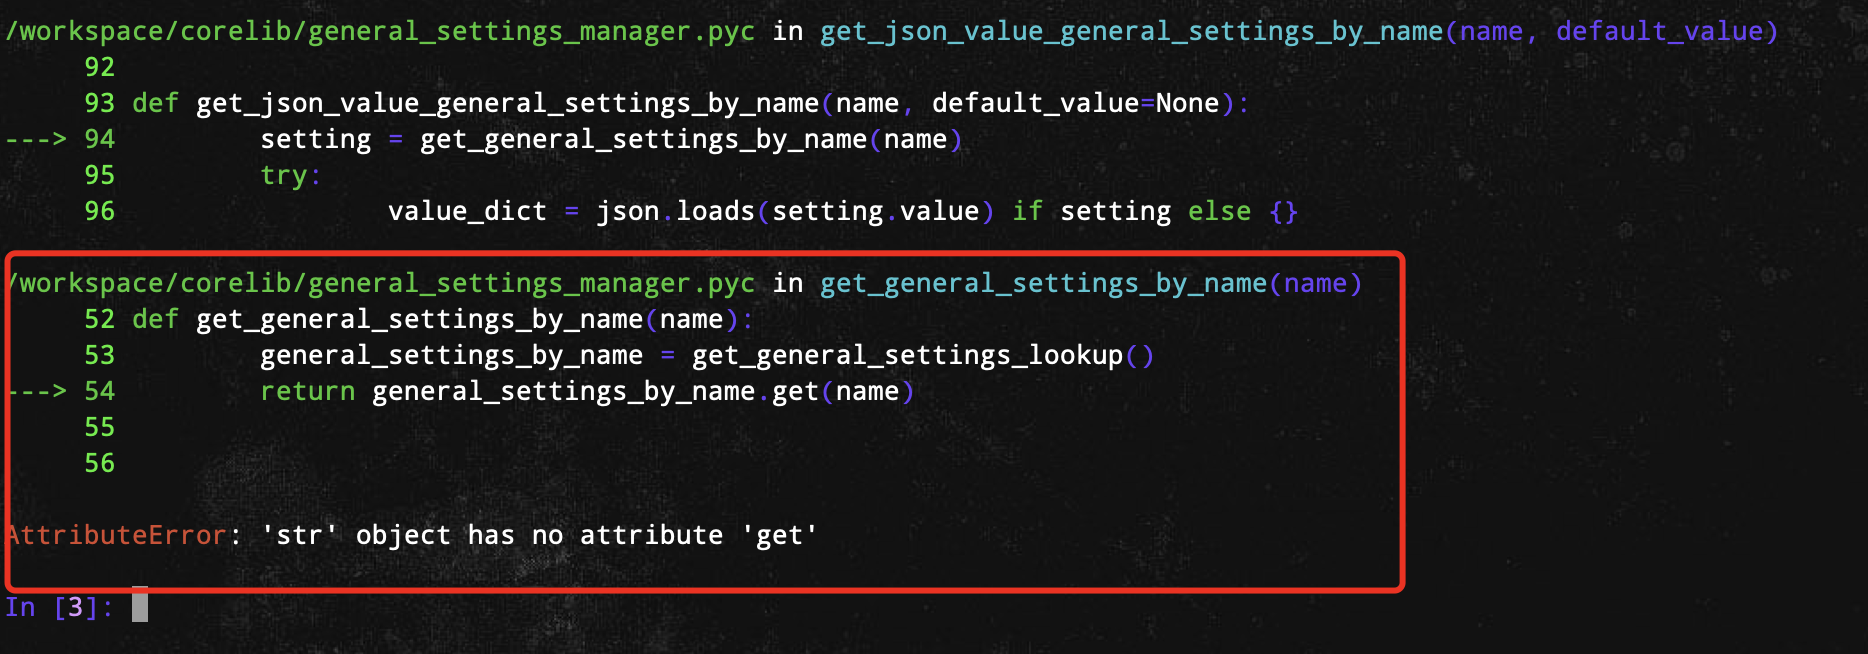 /workspace/corelib/general_settings_manager.pyc in get_json_value_general_settings_by_name(name, default_value)
     92
     93 def get_json_value_general_settings_by_name(name, default_value=None):
---> 94         setting = get_general_settings_by_name(name)
     95         try:
     96                 value_dict = json.loads(setting.value) if setting else {}
/workspace/corelib/general_settings_manager.pyc in get_general_settings_by_name(name)
     52 def get_general_settings_by_name(name):
     53         general_settings_by_name = get_general_settings_lookup()
---> 54         return general_settings_by_name.get(name)
     55
     56
AttributeError: 'str' object has no attribute 'get'
In [3]: